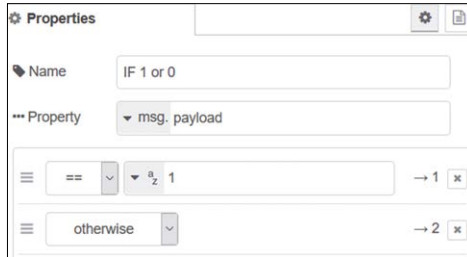 Properties
Name IF 1 or 0
Property msg. payload
== a z 1 → 1 x
otherwise → 2 x